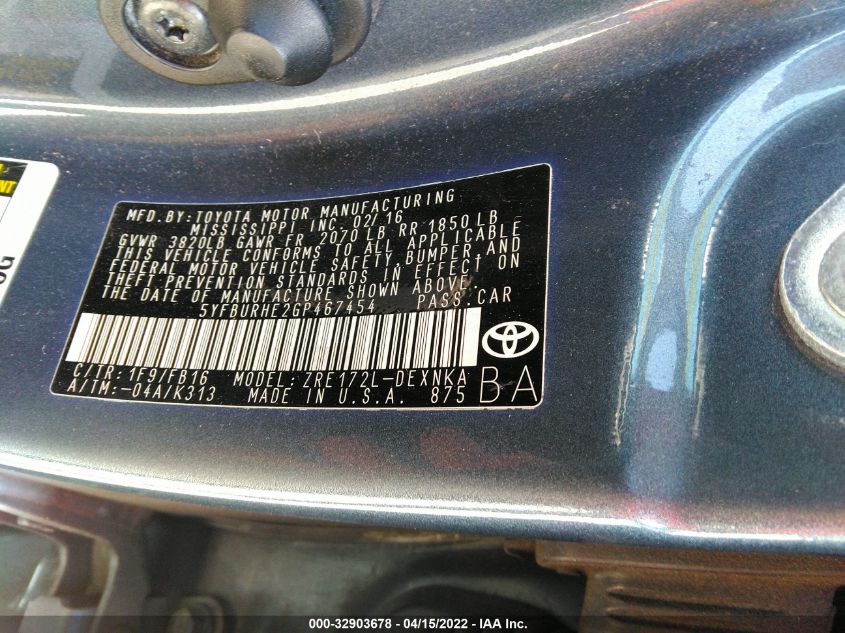 NT
OG
MFD. BY: TOYOTA MOTOR MANUFACTURING
MISSISSIPPI INC. 02/16
GVWR 3820LB GAWR FR 2070LB RR 1850LB
THIS VEHICLE CONFORMS TO ALL APPLICABLE
FEDERAL MOTOR VEHICLE SAFETY, BUMPER, AND
THEFT PREVENTION STANDARDS IN EFFECT ON
THE DATE OF MANUFACTURE SHOWN ABOVE.
5YFBURHE2GP467454 PASS CAR
C/TR: 1F9/FB16 MODEL: ZRE172L-DEXNKA
A/TM:-04A/K313 MADE IN U.S.A. 875
BA
000-32903678 - 04/15/2022 - IAA Inc.